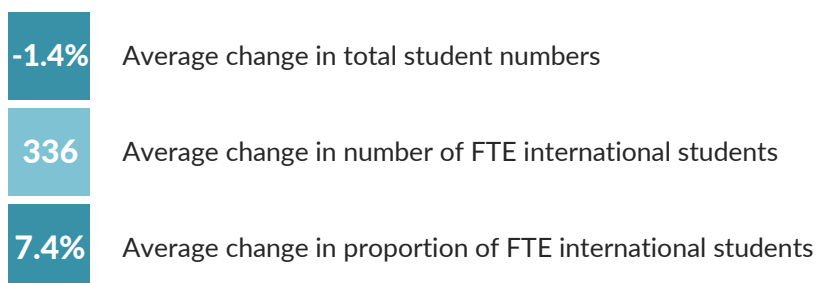 -1.4% Average change in total student numbers
336 Average change in number of FTE international students
7.4% Average change in proportion of FTE international students